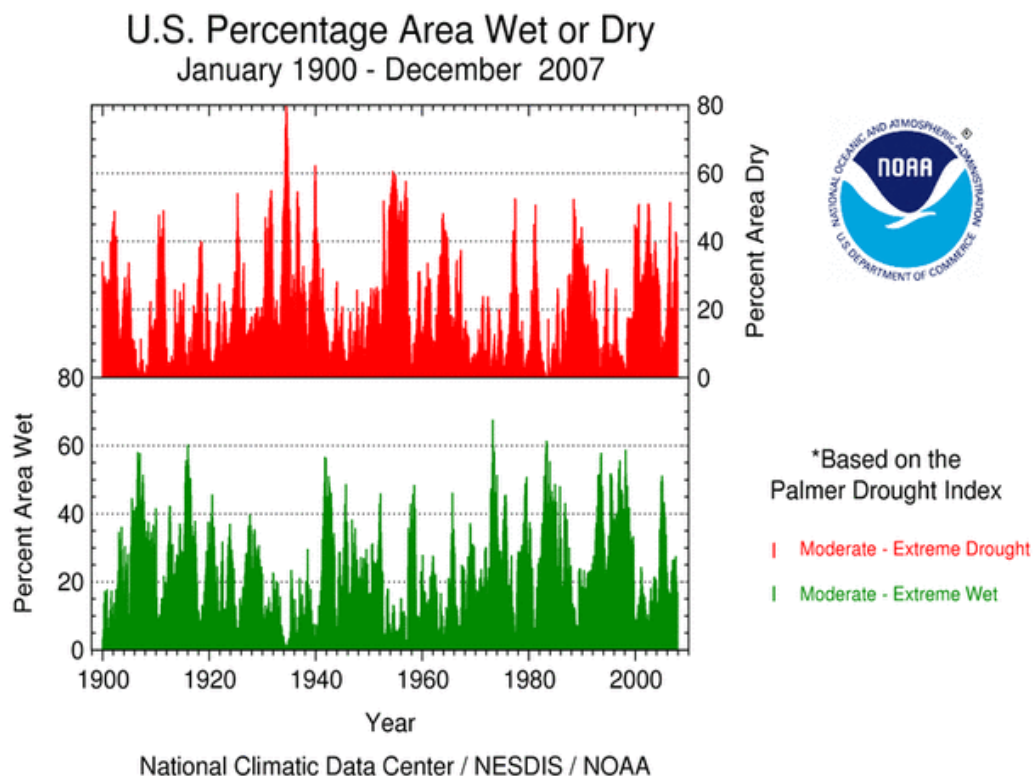 U.S. Percentage Area Wet or Dry
January 1900 - December 2007
80
60
40
20
0
Percent Area Dry
80
60
40
20
0
Percent Area Wet
1900
1920
1940
1960
1980
2000
Year
National Climatic Data Center / NESDIS / NOAA
NATIONAL OCEANIC AND ATMOSPHERIC ADMINISTRATION
®
NOAA
U.S. DEPARTMENT OF COMMERCE
*Based on the
Palmer Drought Index
Moderate - Extreme Drought
Moderate - Extreme Wet